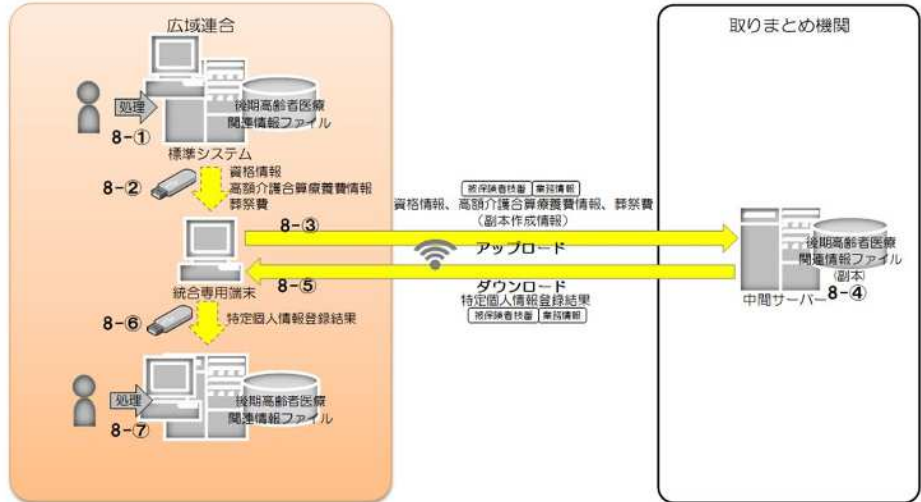 広域連合
取りまとめ機関
処理
後期高齢者医療
関連情報ファイル
8-①
標準システム
8-②
資格情報
高額介護合算療養費情報
葬祭費
被保険者枝番 業務情報
資格情報、高額介護合算療養費情報、葬祭費
(副本作成情報)
8-③
アップロード
後期高齢者医療
関連情報ファイル
(副本)
8-④
中間サーバー
8-⑤
ダウンロード
特定個人情報登録結果
被保険者枝番 業務情報
統合専用端末
8-⑥
特定個人情報登録結果
処理
後期高齢者医療
関連情報ファイル
8-⑦